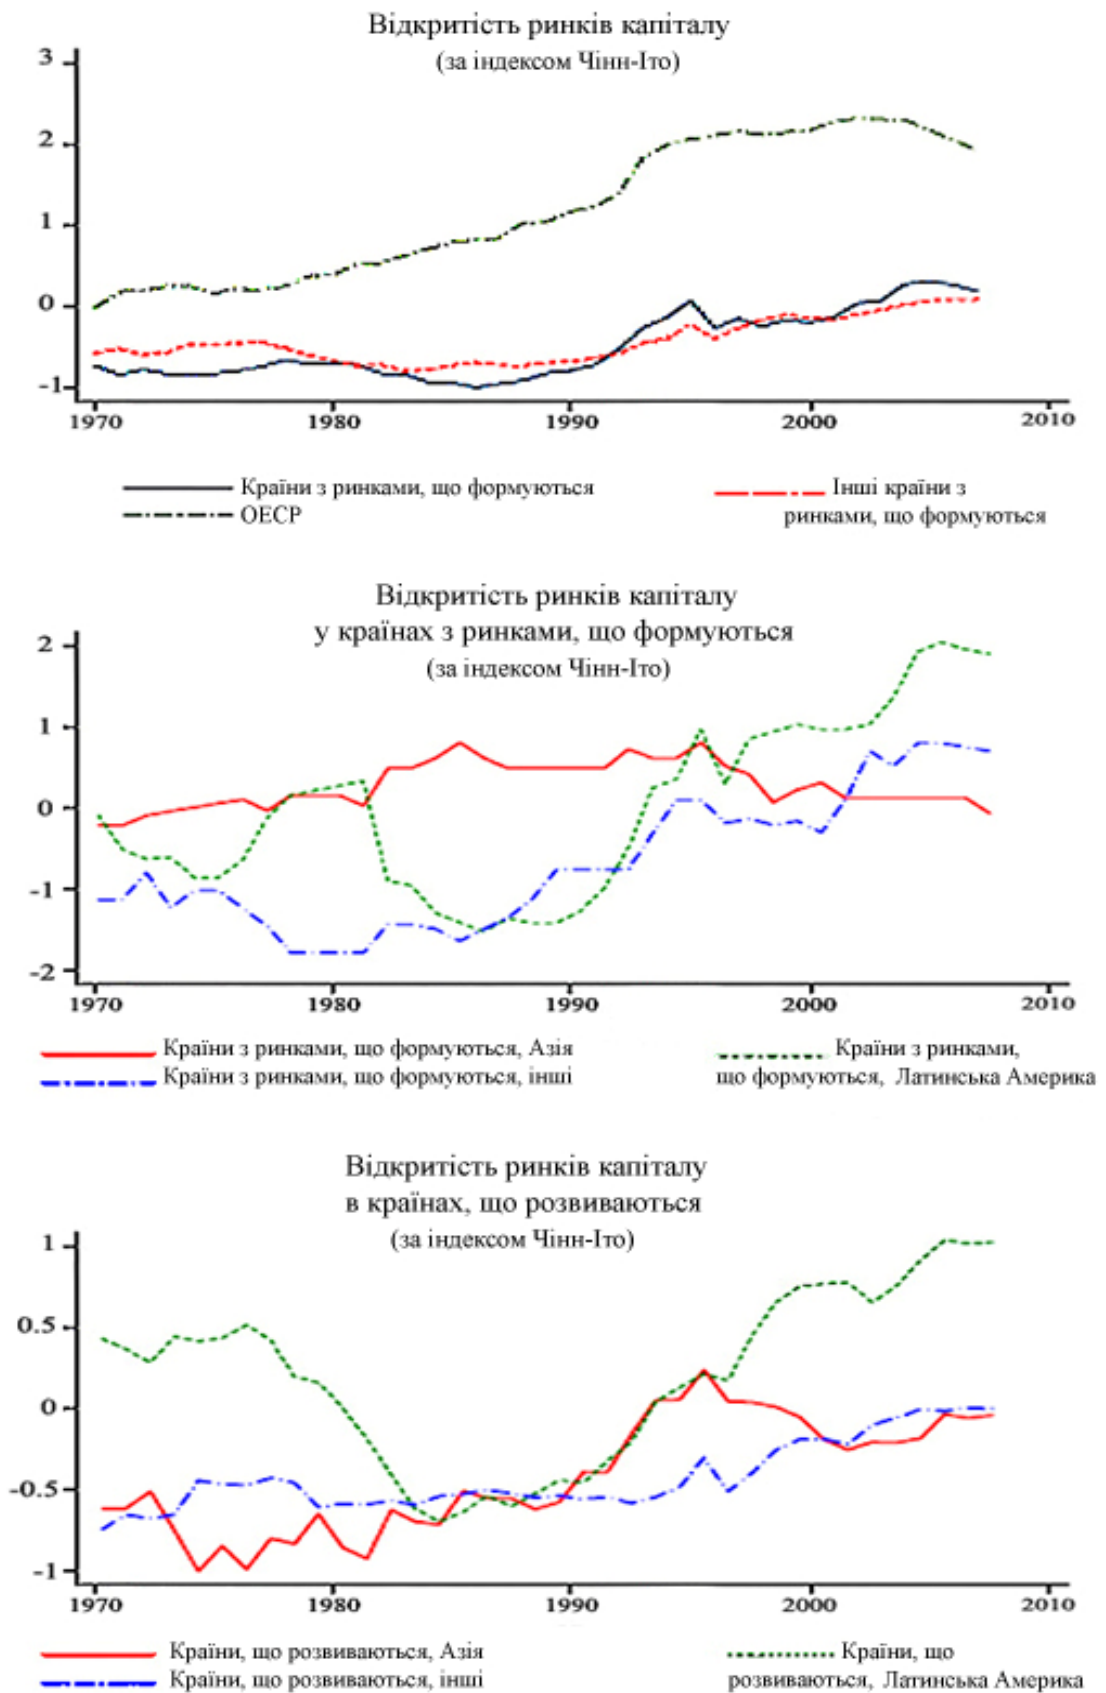 Відкритість ринків капіталу
(за індексом Чінн-Іто)
3
2
1
0
-1
1970 1980 1990 2000 2010
Країни з ринками, що формуються
ОЕСР
Інші країни з
ринками, що формуються
Відкритість ринків капіталу
у країнах з ринками, що формуються
(за індексом Чінн-Іто)
2
1
0
-1
-2
1970 1980 1990 2000 2010
Країни з ринками, що формуються, Азія
Країни з ринками, що формуються, інші
Країни з ринками,
що формуються, Латинська Америка
Відкритість ринків капіталу
в країнах, що розвиваються
(за індексом Чінн-Іто)
1
0.5
0
-0.5
-1
1970 1980 1990 2000 2010
Країни, що розвиваються, Азія
Країни, що розвиваються, інші
Країни, що
розвиваються, Латинська Америка